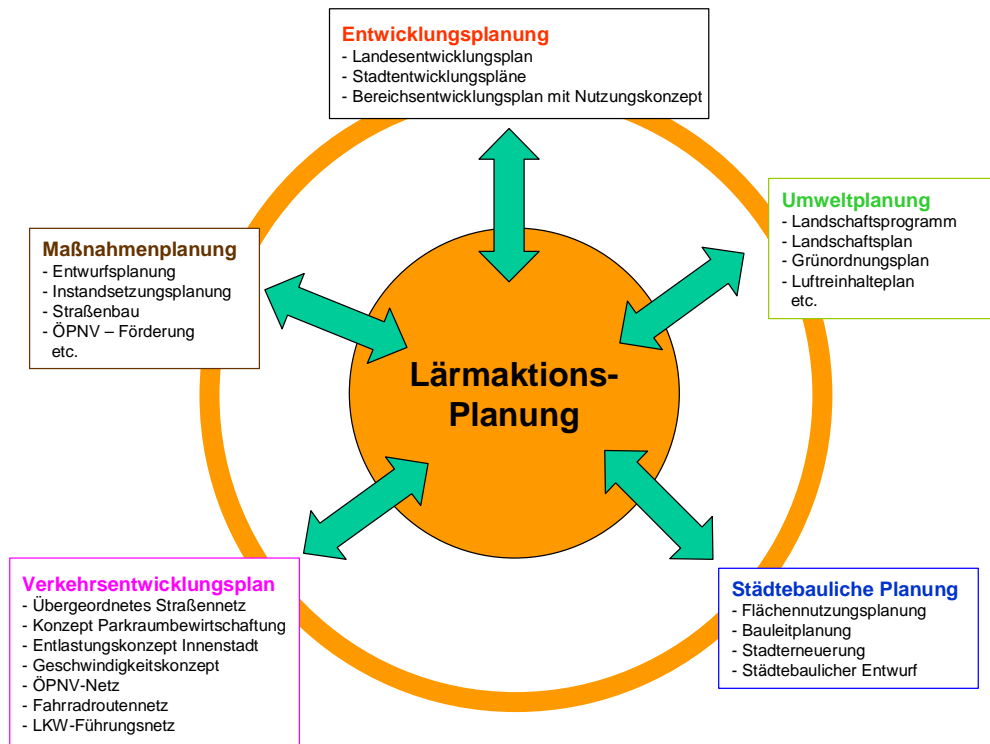 Entwicklungsplanung
- Landesentwicklungsplan
- Stadtentwicklungspläne
- Bereichsentwicklungsplan mit Nutzungskonzept
Umweltplanung
- Landschaftsprogramm
- Landschaftsplan
- Grünordnungsplan
- Luftreinhalteplan
etc.
Maßnahmenplanung
- Entwurfsplanung
- Instandsetzungsplanung
- Straßenbau
- ÖPNV – Förderung
etc.
Lärmaktions-
Planung
Verkehrsentwicklungsplan
- Übergeordnetes Straßennetz
- Konzept Parkraumbewirtschaftung
- Entlastungskonzept Innenstadt
- Geschwindigkeitskonzept
- ÖPNV-Netz
- Fahrradroutennetz
- LKW-Führungsnetz
Städtebauliche Planung
- Flächennutzungsplanung
- Bauleitplanung
- Stadterneuerung
- Städtebaulicher Entwurf